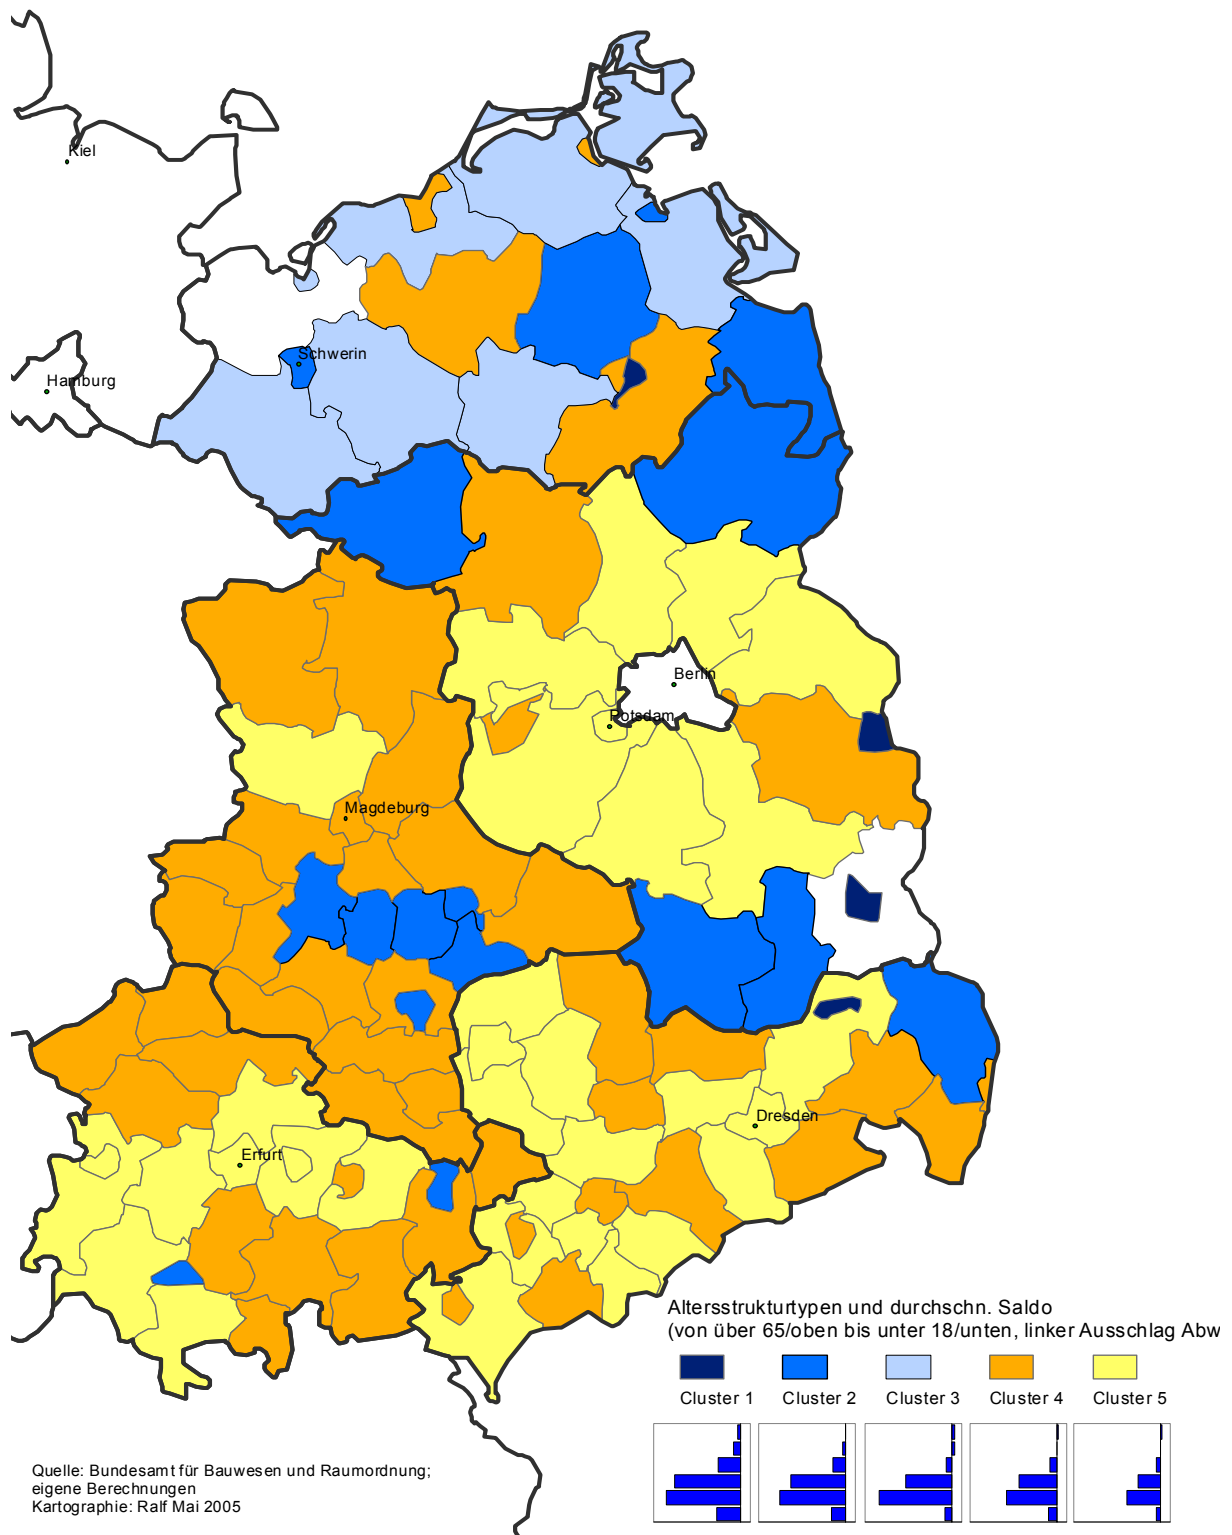 Kiel
Schwerin
Hamburg
Berlin
Potsdam
Magdeburg
Dresden
Erfurt
Altersstrukturtypen und durchschn. Saldo
(von über 65/oben bis unter 18/unten, linker Ausschlag Abw
Cluster 1
Cluster 2
Cluster 3
Cluster 4
Cluster 5
Quelle: Bundesamt für Bauwesen und Raumordnung;
eigene Berechnungen
Kartographie: Ralf Mai 2005